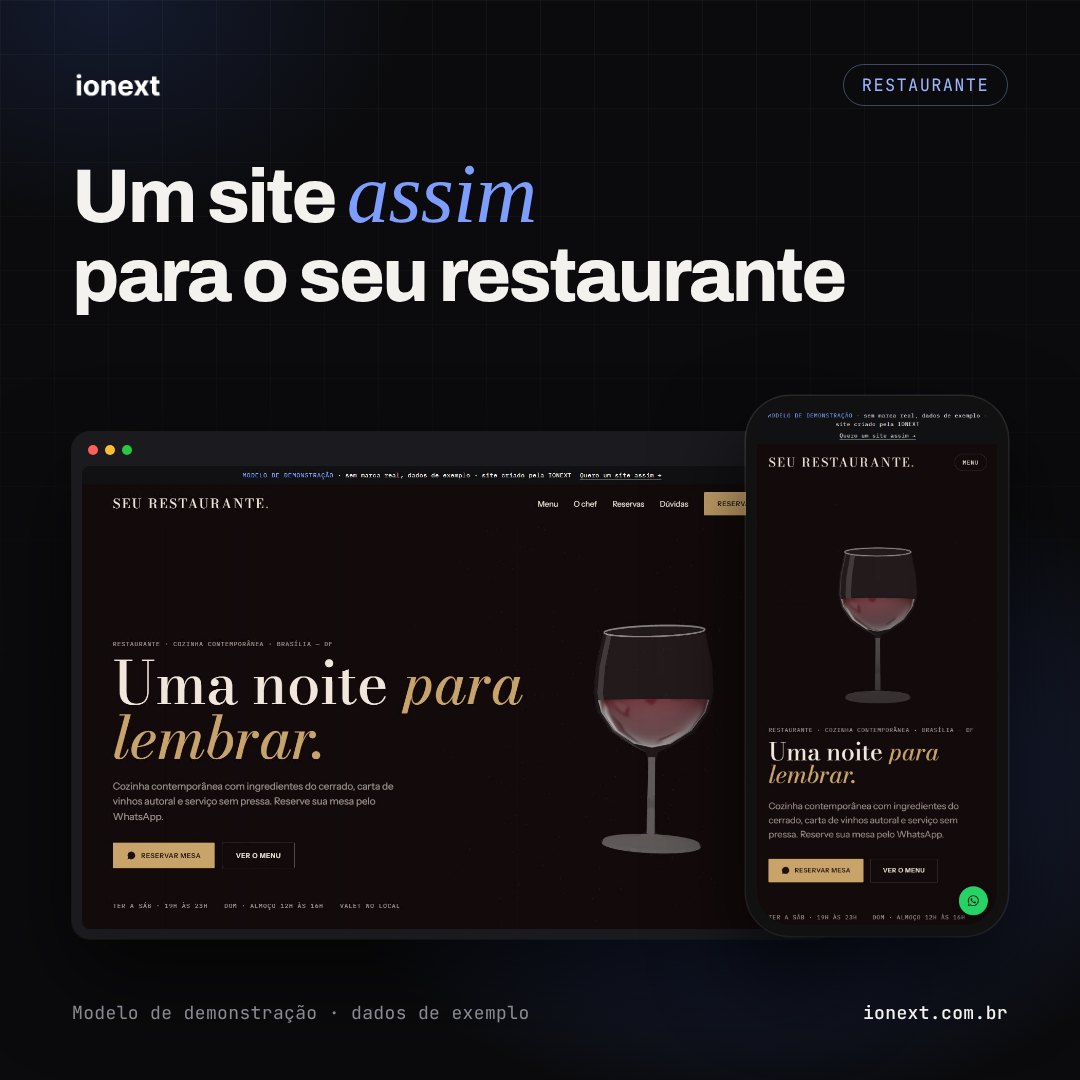 ionext
RESTAURANTE
Um site assim
para o seu restaurante
MODELO DE DEMONSTRAÇÃO · sem marca real, dados de exemplo · site criado pela IONEXT Quero um site assim →
SEU RESTAURANTE.
Menu O chef Reservas Dúvidas
RESTAURANTE · COZINHA CONTEMPORÂNEA · BRASÍLIA — DF
Uma noite para
lembrar.
Cozinha contemporânea com ingredientes do cerrado, carta de
vinhos autoral e serviço sem pressa. Reserve sua mesa pelo
WhatsApp.
RESERVAR MESA VER O MENU
TER A SÁB · 19H ÀS 23H DOM · ALMOÇO 12H ÀS 16H VALET NO LOCAL
MODELO DE DEMONSTRAÇÃO · sem marca real, dados de exemplo ·
site criado pela IONEXT
Quero um site assim →
SEU RESTAURANTE.
MENU
RESTAURANTE · COZINHA CONTEMPORÂNEA · BRASÍLIA — DF
Uma noite para
lembrar.
Cozinha contemporânea com ingredientes do
cerrado, carta de vinhos autoral e serviço sem
pressa. Reserve sua mesa pelo WhatsApp.
RESERVAR MESA VER O MENU
TER A SÁB · 19H ÀS 23H DOM · ALMOÇO 12H ÀS 16H
Modelo de demonstração · dados de exemplo
ionext.com.br